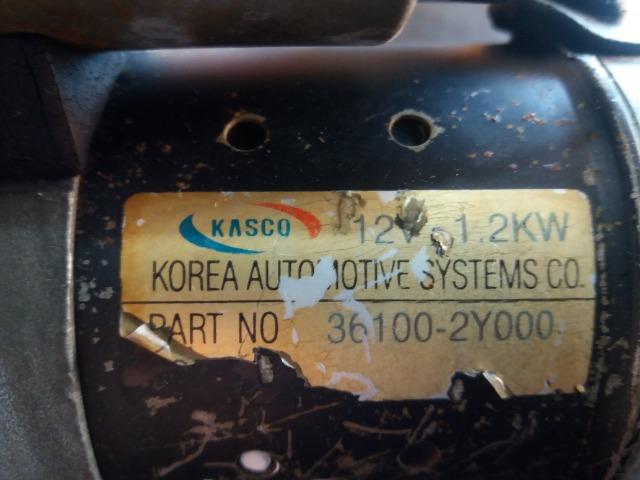 KASCO 12V 1.2KW
KOREA AUTOMOTIVE SYSTEMS CO.
PART NO 36100-2Y000